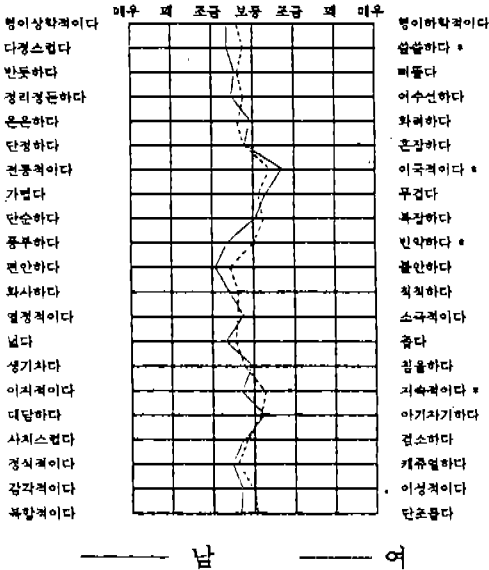 매우 꽤 조금 보통 조금 꽤 매우
형이상학적이다 형이하학적이다
다정스럽다 쓸쓸하다 *
반듯하다 삐뚤다
정리정돈하다 어수선하다
은은하다 화려하다
단정하다 혼잡하다
전통적이다 이국적이다 *
가볍다 무겁다
단순하다 복잡하다
풍부하다 빈약하다 *
편안하다 불안하다
화사하다 칙칙하다
열정적이다 소극적이다
넓다 좁다
생기차다 침울하다
이지적이다 저속적이다 *
대담하다 아기자기하다
사치스럽다 검소하다
정식적이다 캐쥬얼하다
감각적이다 이성적이다
복합적이다 단조롭다
남 여